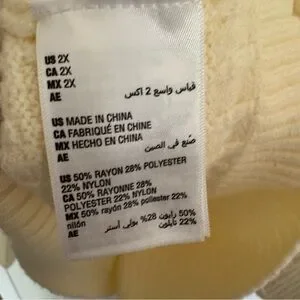 US 2X
CA 2X
MX 2X
AE
قياس واسع 2 اكس
US MADE IN CHINA
CA FABRIQUÉ EN CHINE
MX HECHO EN CHINA
AE
صنع في الصين
US 50% RAYON 28% POLYESTER
22% NYLON
CA 50% RAYONNE 28%
POLYESTER 22% NYLON
MX 50% rayón 28% poliester 22%
nilón
AE
50% رايون 28% بولي استر
22% نايلون